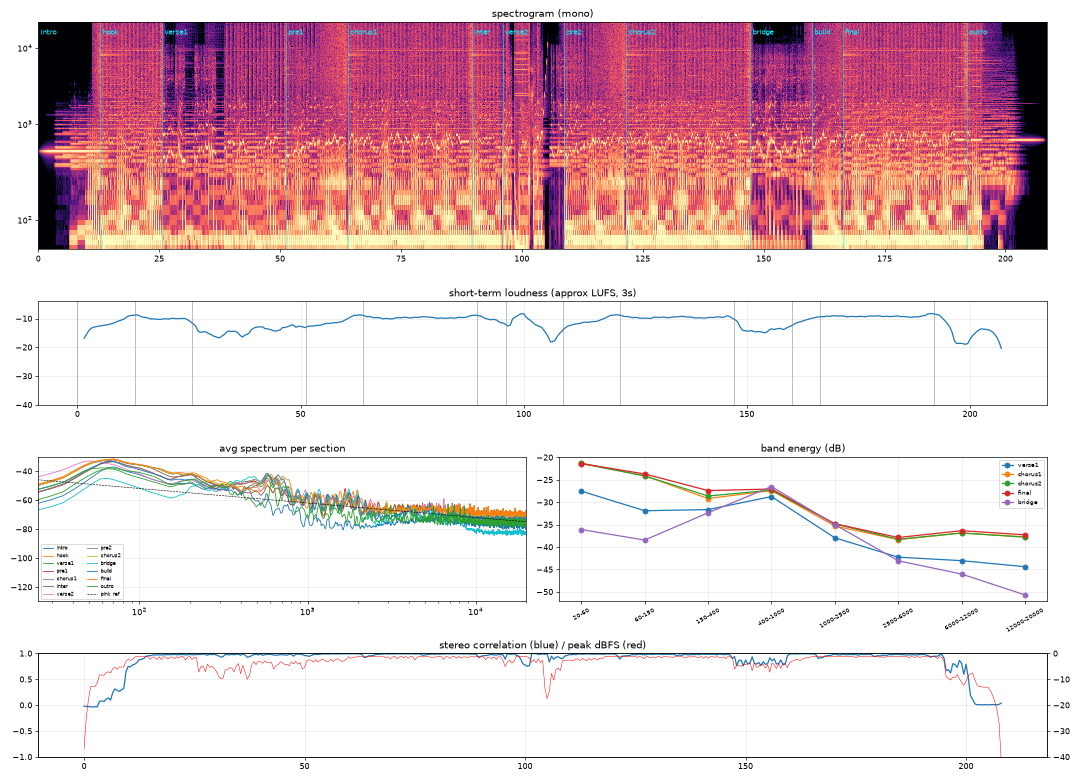 spectrogram (mono)
intro hook verse1 pre1 chorus1 inter verse2 pre2 chorus2 bridge build final outro
10⁴
10³
10²
0 25 50 75 100 125 150 175 200
short-term loudness (approx LUFS, 3s)
−10
−20
−30
−40
0 50 100 150 200
avg spectrum per section
−40
−60
−80
−100
−120
intro
hook
verse1
pre1
chorus1
inter
verse2
pre2
chorus2
bridge
build
final
outro
pink ref
10² 10³ 10⁴
band energy (dB)
−20
−25
−30
−35
−40
−45
−50
verse1
chorus1
chorus2
final
bridge
20-60 60-150 150-400 400-1000 1000-2500 2500-6000 6000-12000 12000-20000
stereo correlation (blue) / peak dBFS (red)
1.0
0.5
0.0
−0.5
−1.0
0
−10
−20
−30
−40
0 50 100 150 200